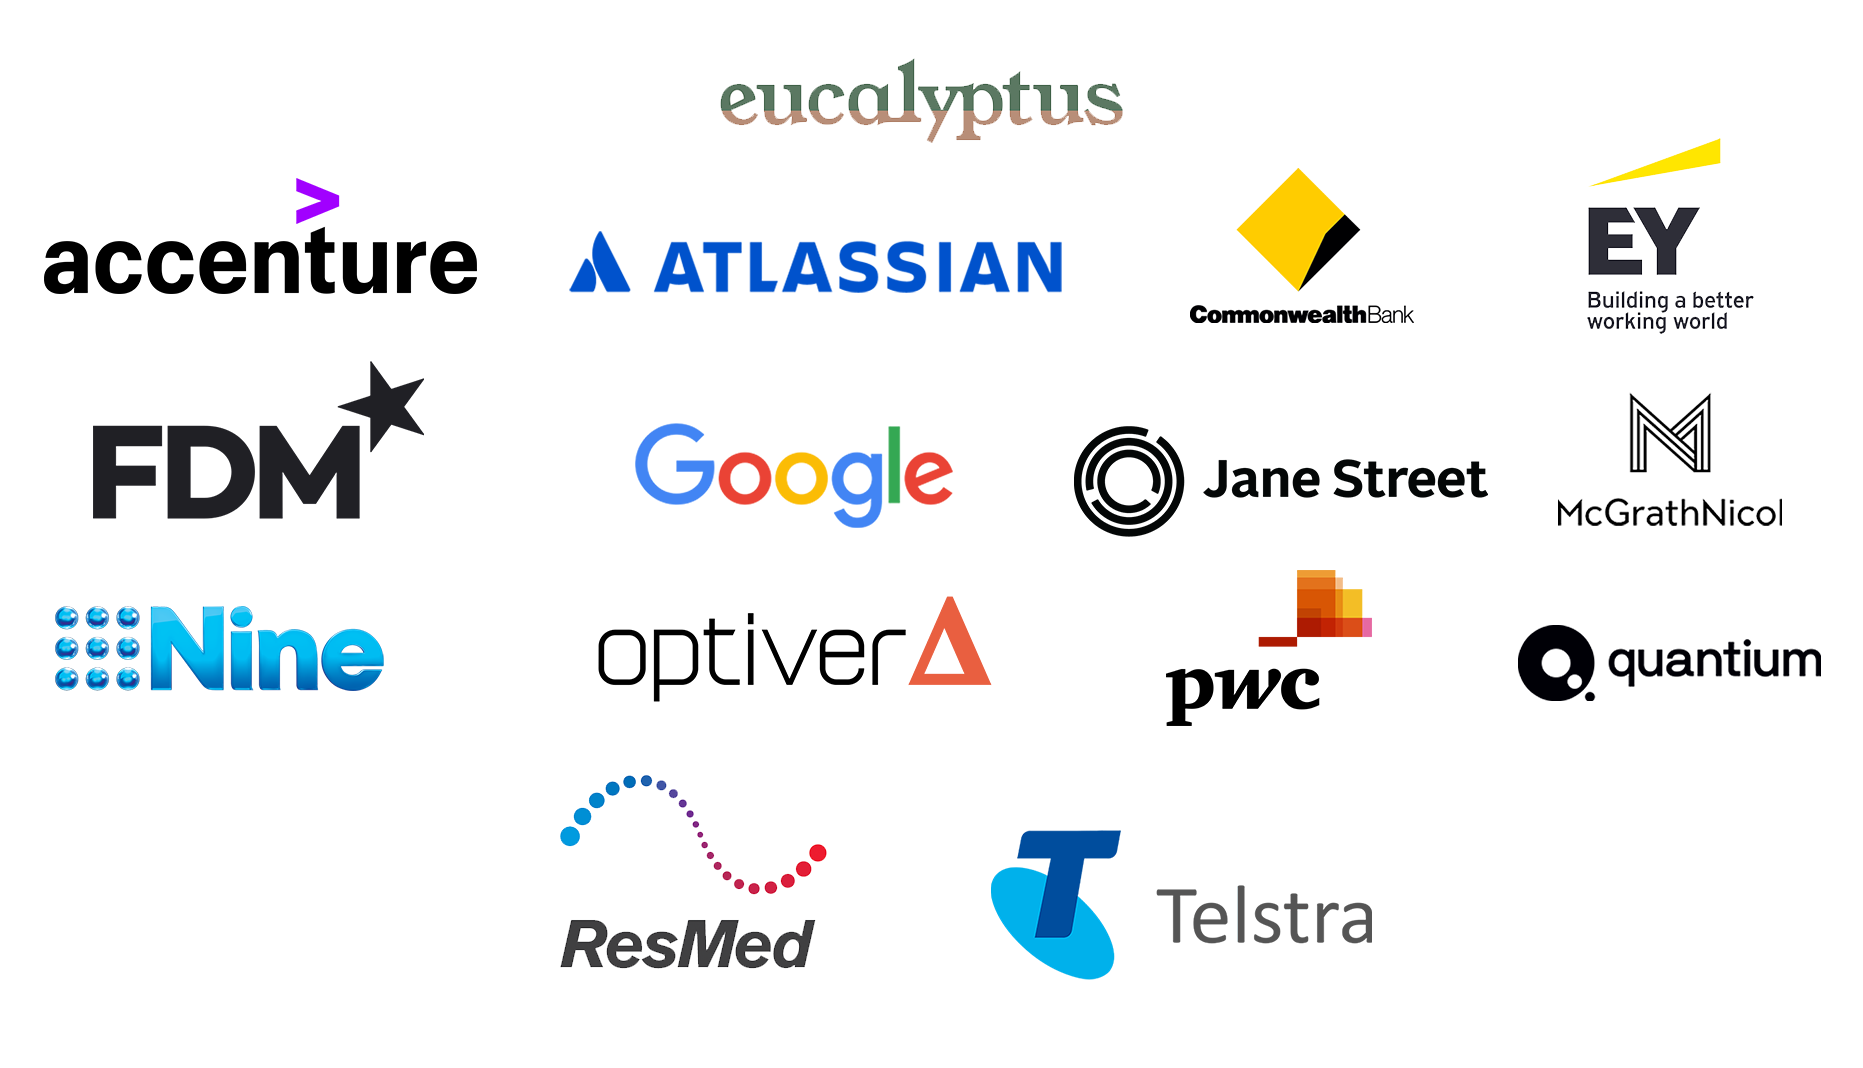 eucalyptus
accenture
ATLASSIAN
CommonwealthBank
EY
Building a better
working world
FDM
Google
Jane Street
McGrathNicol
Nine
optiver
pwc
quantium
ResMed
Telstra